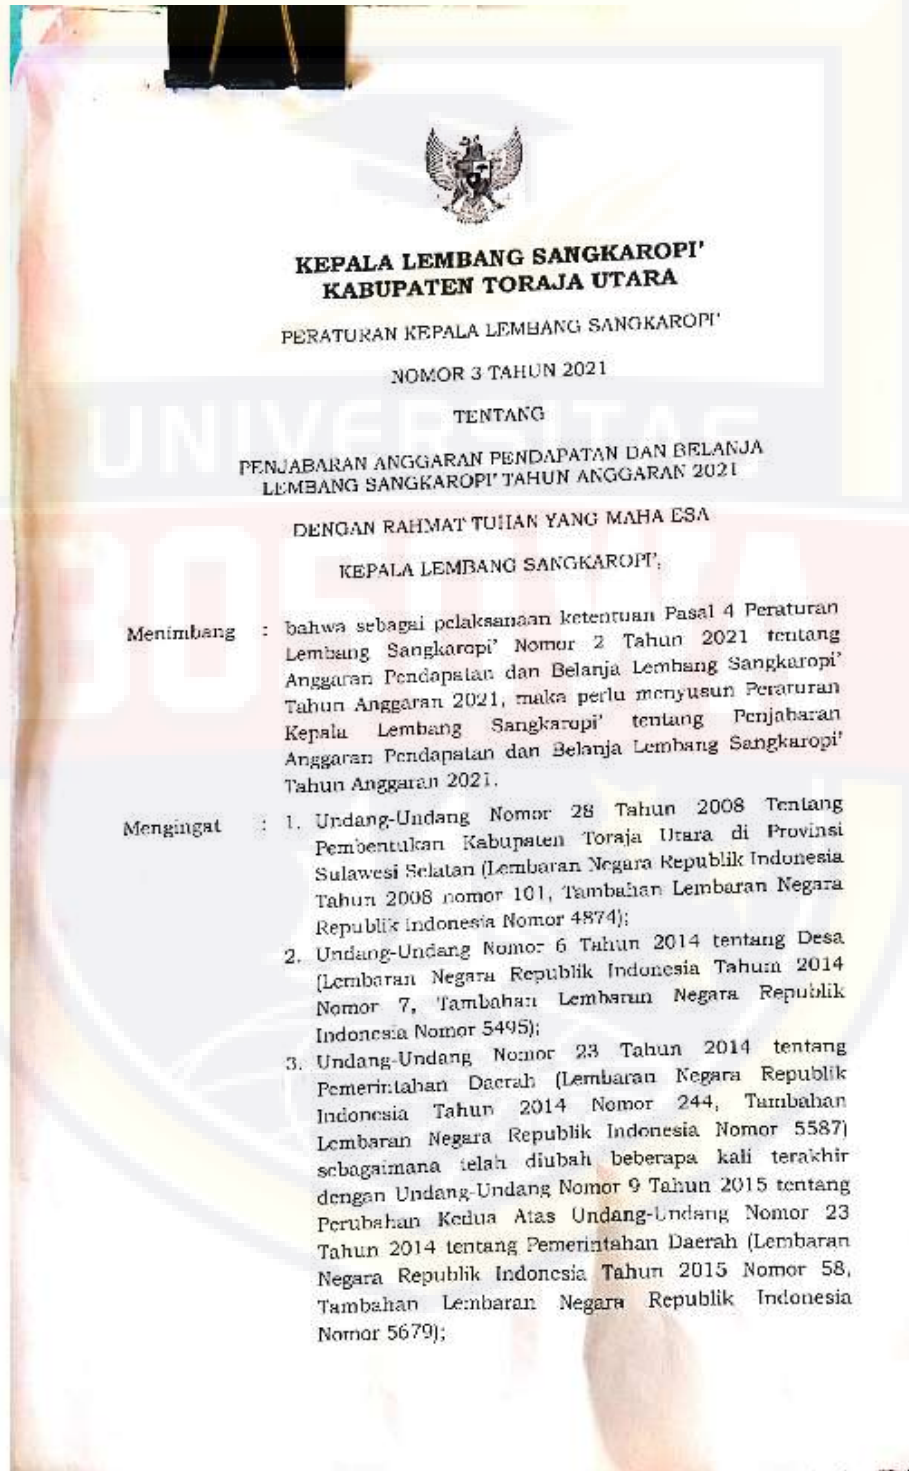 KEPALA LEMBANG SANGKAROPI'
KABUPATEN TORAJA UTARA
PERATURAN KEPALA LEMBANG SANGKAROPI'
NOMOR 3 TAHUN 2021
TENTANG
PENJABARAN ANGGARAN PENDAPATAN DAN BELANJA
LEMBANG SANGKAROPI' TAHUN ANGGARAN 2021
DENGAN RAHMAT TUHAN YANG MAHA ESA
KEPALA LEMBANG SANGKAROPI',
Menimbang : bahwa sebagai pelaksanaan ketentuan Pasal 4 Peraturan
Lembang Sangkaropi' Nomor 2 Tahun 2021 tentang
Anggaran Pendapatan dan Belanja Lembang Sangkaropi'
Tahun Anggaran 2021, maka perlu menyusun Peraturan
Kepala Lembang Sangkaropi' tentang Penjabaran
Anggaran Pendapatan dan Belanja Lembang Sangkaropi'
Tahun Anggaran 2021.
Mengingat : 1. Undang-Undang Nomor 28 Tahun 2008 Tentang
Pembentukan Kabupaten Toraja Utara di Provinsi
Sulawesi Selatan (Lembaran Negara Republik Indonesia
Tahun 2008 nomor 101, Tambahan Lembaran Negara
Republik Indonesia Nomor 4874);
2. Undang-Undang Nomor 6 Tahun 2014 tentang Desa
(Lembaran Negara Republik Indonesia Tahun 2014
Nomor 7, Tambahan Lembaran Negara Republik
Indonesia Nomor 5495);
3. Undang-Undang Nomor 23 Tahun 2014 tentang
Pemerintahan Daerah (Lembaran Negara Republik
Indonesia Tahun 2014 Nomor 244, Tambahan
Lembaran Negara Republik Indonesia Nomor 5587)
sebagaimana telah diubah beberapa kali terakhir
dengan Undang-Undang Nomor 9 Tahun 2015 tentang
Perubahan Kedua Atas Undang-Undang Nomor 23
Tahun 2014 tentang Pemerintahan Daerah (Lembaran
Negara Republik Indonesia Tahun 2015 Nomor 58,
Tambahan Lembaran Negara Republik Indonesia
Nomor 5679);
UNIVERSITAS
BOSOWA